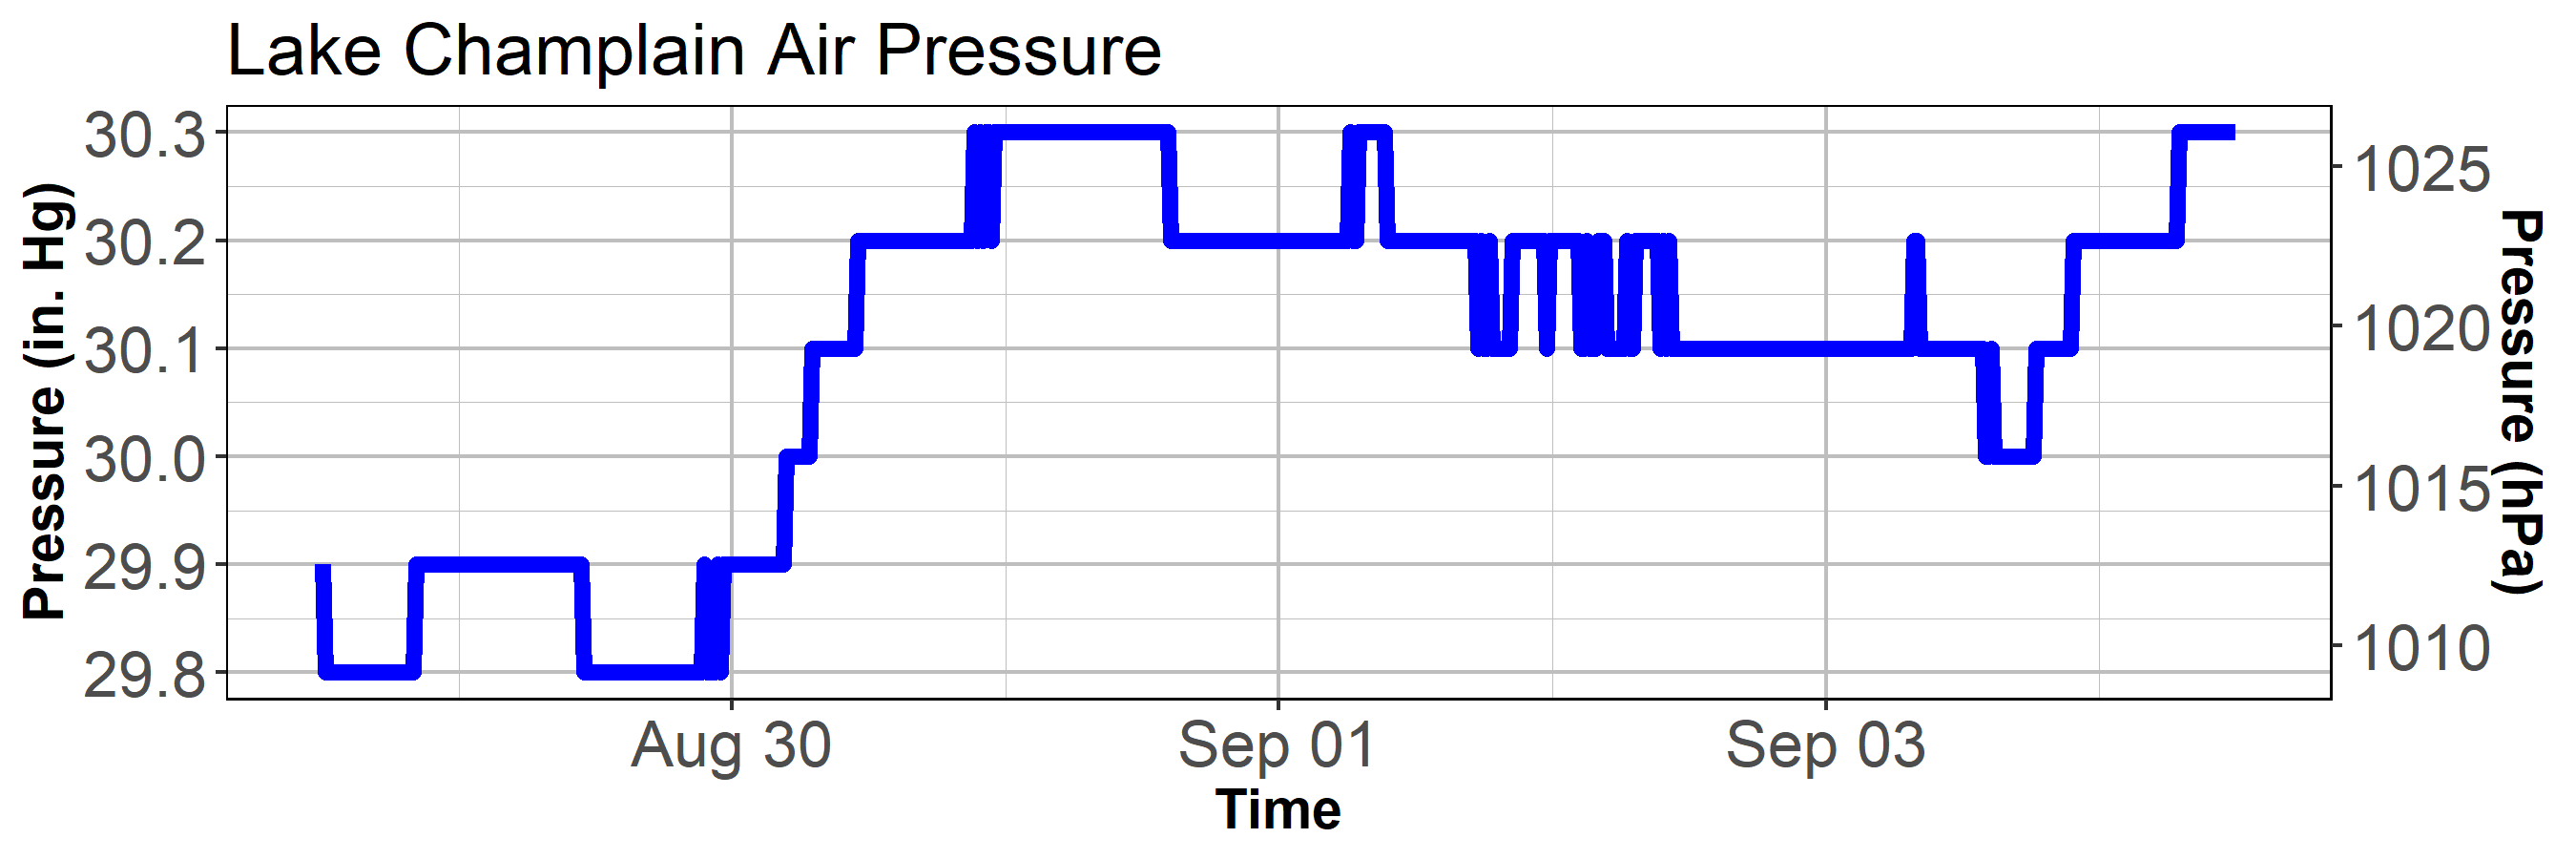 Lake Champlain Air Pressure
Pressure (in. Hg)
30.3
30.2
30.1
30.0
29.9
29.8
1025
1020
1015
1010
Pressure (hPa)
Aug 30 Sep 01 Sep 03
Time